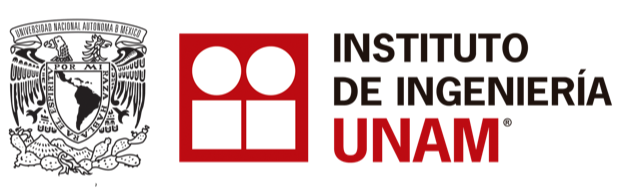 UNIVERSIDAD NACIONAL AUTONOMA DE MEXICO
POR MI RAZA HABLARA EL ESPIRITU
INSTITUTO
DE INGENIERÍA
UNAM®